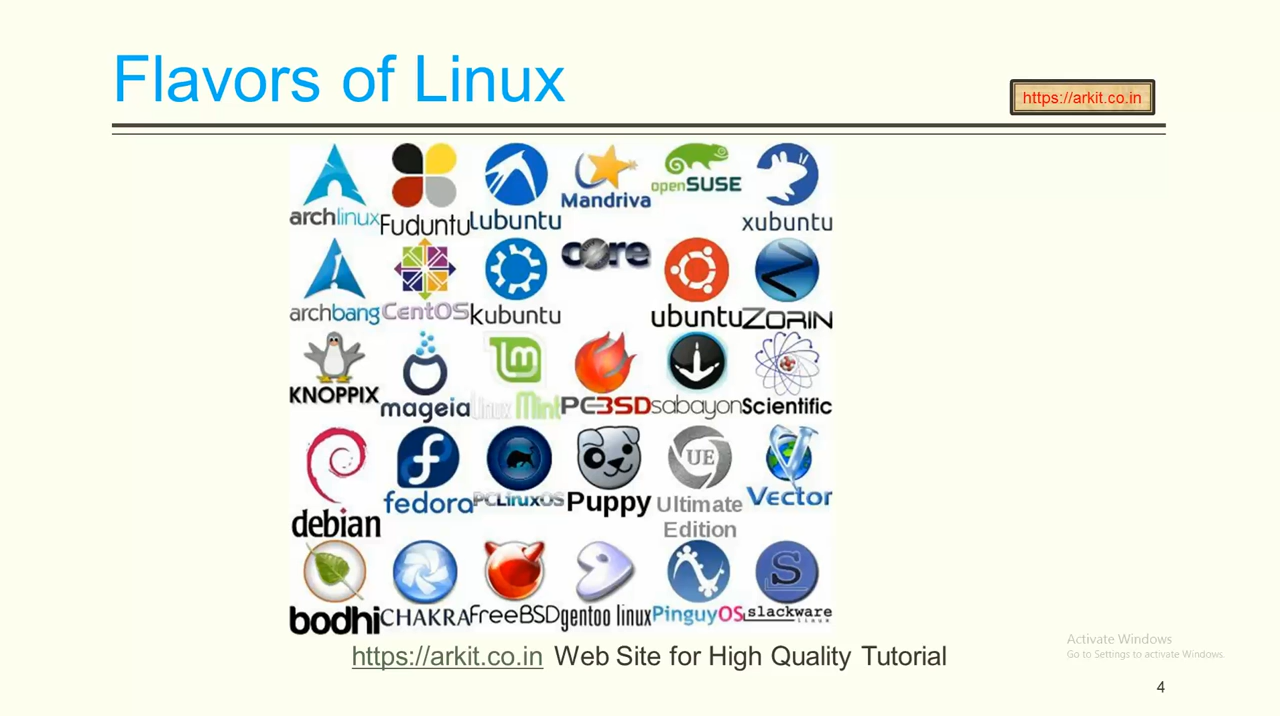 Flavors of Linux
https://arkit.co.in
archlinux Fuduntu Lubuntu Mandriva openSUSE xubuntu
archbang CentOS kubuntu core ubuntu ZORIN
KNOPPIX mageia Linux Mint PCBSD sabayon Scientific
debian fedora PCLinuxOS Puppy UE Ultimate Edition Vector
bodhi CHAKRA FreeBSD gentoo linux PinguyOS S slackware linux
https://arkit.co.in Web Site for High Quality Tutorial
Activate Windows
Go to Settings to activate Windows.
4